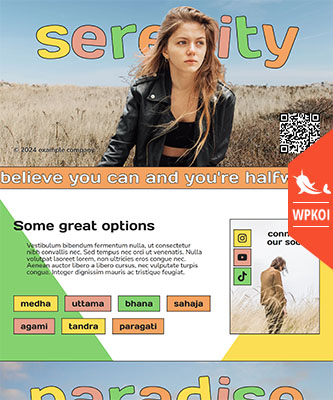 serenity
© 2024 example company
believe you can and you're halfw
WPKOI
Some great options
Vestibulum bibendum fermentum nulla, ut consectetur
nibh convallis nec. Sed tempus nec orci ut venenatis. Nulla
volutpat laoreet lorem, non ultricies eros congue nec.
Aenean auctor libero a libero cursus, nec vulputate turpis
congue. Integer dignissim mauris ac tristique feugiat.
conn
our so
medha uttama bhana sahaja
agami tandra paragati
paradise